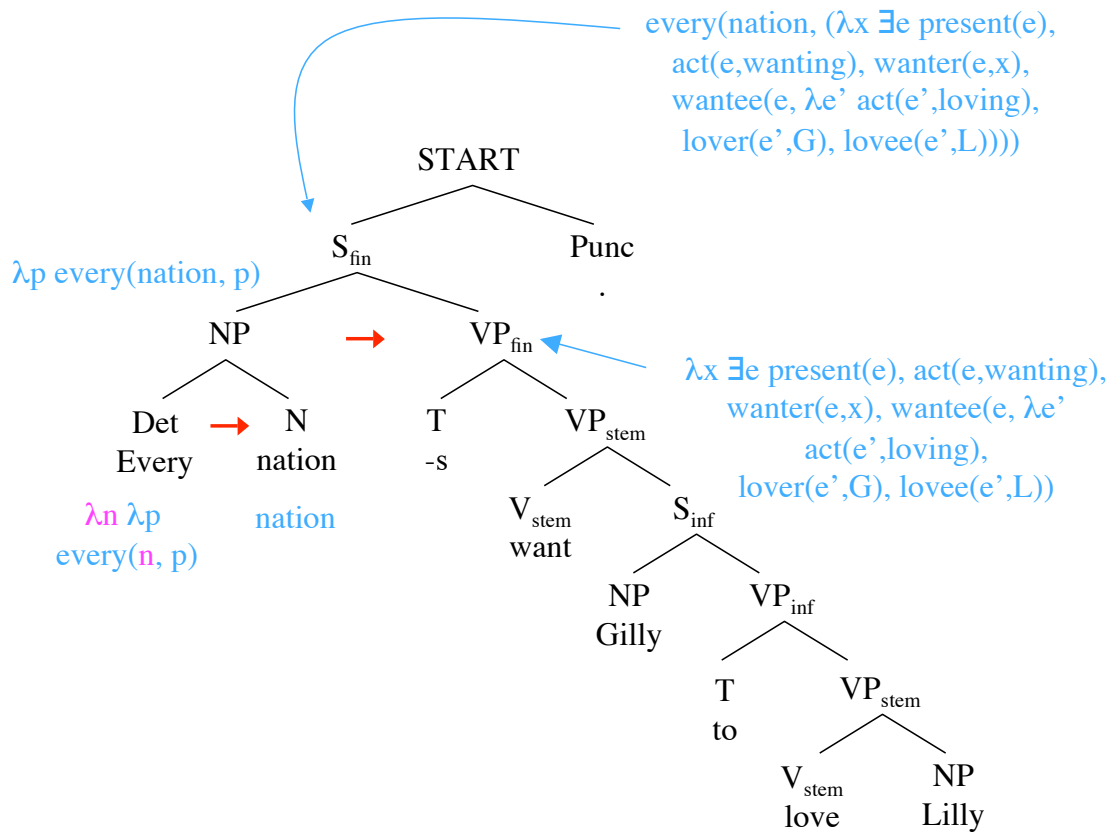 every(nation, (λx ∃e present(e),
act(e,wanting), wanter(e,x),
wantee(e, λe’ act(e’,loving),
lover(e’,G), lovee(e’,L))))
START
S_fin
Punc
λp every(nation, p)
.
NP
VP_fin
λx ∃e present(e), act(e,wanting),
wanter(e,x), wantee(e, λe’
act(e’,loving),
lover(e’,G), lovee(e’,L))
Det
N
T
VP_stem
Every
nation
-s
λn λp
nation
every(n, p)
V_stem
S_inf
want
NP
VP_inf
Gilly
T
VP_stem
to
V_stem
NP
love
Lilly